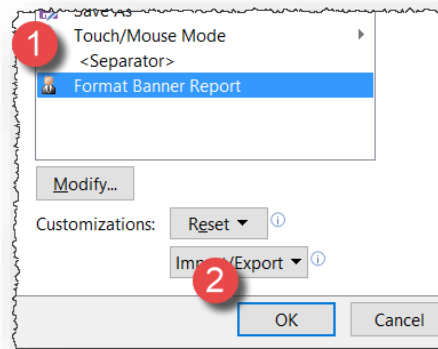 Save As
1
Touch/Mouse Mode
<Separator>
Format Banner Report
Modify...
Customizations: Reset
Import/Export
2
OK Cancel